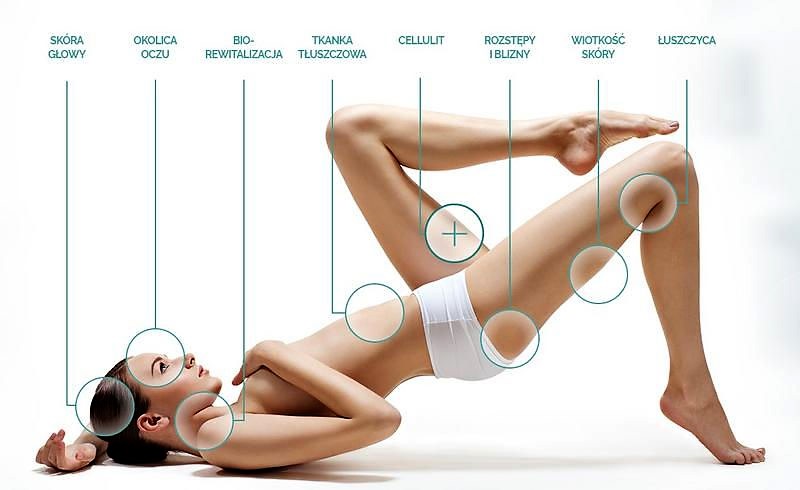 SKÓRA
GŁOWY
OKOLICA
OCZU
BIO-
REWITALIZACJA
TKANKA
TŁUSZCZOWA
CELLULIT
ROZSTĘPY
I BLIZNY
WIOTKOŚĆ
SKÓRY
ŁUSZCZYCA